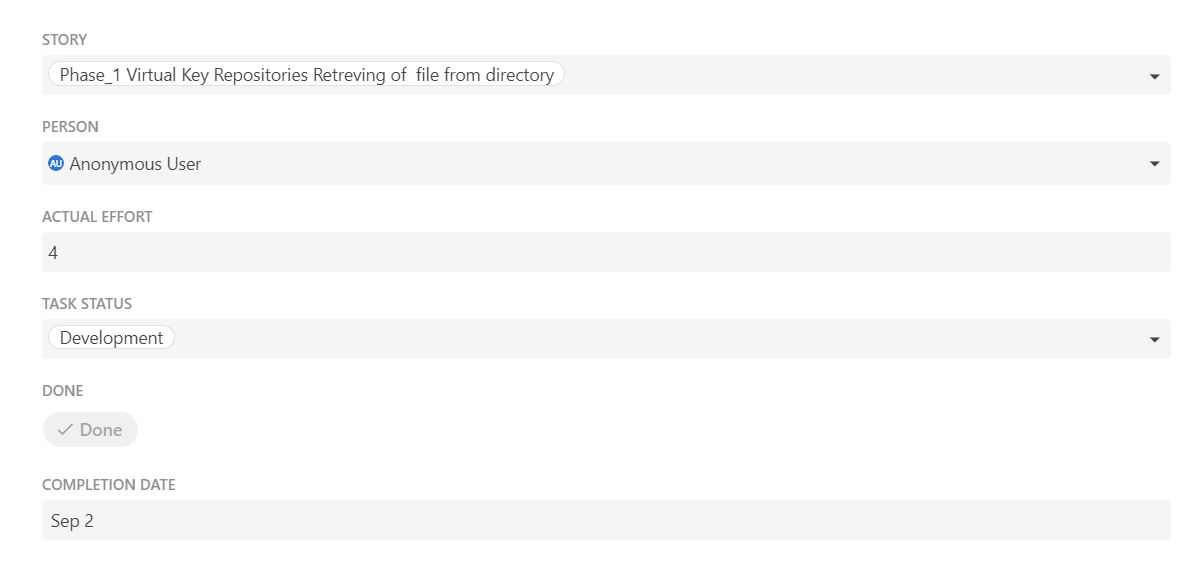 STORY
Phase_1 Virtual Key Repositories Retreving of  file from directory
PERSON
AU Anonymous User
ACTUAL EFFORT
4
TASK STATUS
Development
DONE
Done
COMPLETION DATE
Sep 2